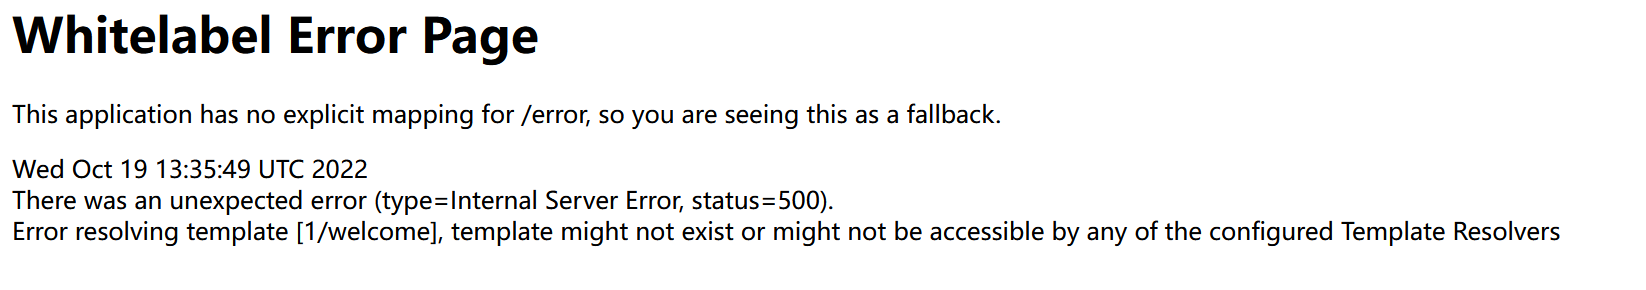 Whitelabel Error Page
This application has no explicit mapping for /error, so you are seeing this as a fallback.
Wed Oct 19 13:35:49 UTC 2022
There was an unexpected error (type=Internal Server Error, status=500).
Error resolving template [1/welcome], template might not exist or might not be accessible by any of the configured Template Resolvers